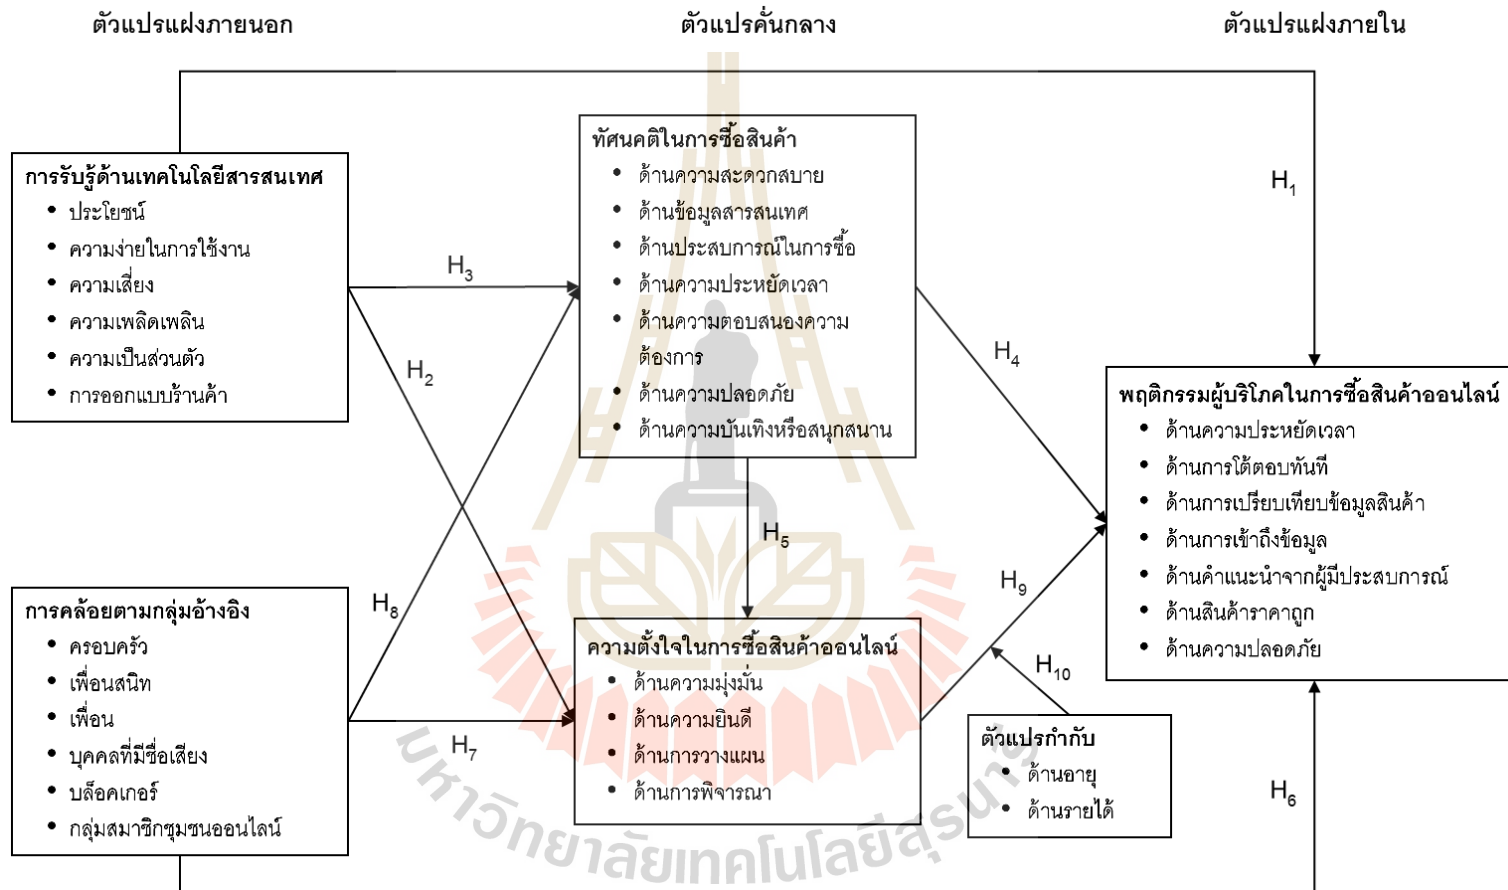 ตัวแปรแฝงภายนอก
ตัวแปรคั่นกลาง
ตัวแปรแฝงภายใน
การรับรู้ด้านเทคโนโลยีสารสนเทศ
• ประโยชน์
• ความง่ายในการใช้งาน
• ความเสี่ยง
• ความเพลิดเพลิน
• ความเป็นส่วนตัว
• การออกแบบร้านค้า
ทัศนคติในการซื้อสินค้า
• ด้านความสะดวกสบาย
• ด้านข้อมูลสารสนเทศ
• ด้านประสบการณ์ในการซื้อ
• ด้านความประหยัดเวลา
• ด้านความตอบสนองความ
ต้องการ
• ด้านความปลอดภัย
• ด้านความบันเทิงหรือสนุกสนาน
H1
H3
H2
H4
พฤติกรรมผู้บริโภคในการซื้อสินค้าออนไลน์
• ด้านความประหยัดเวลา
• ด้านการโต้ตอบทันที
• ด้านการเปรียบเทียบข้อมูลสินค้า
• ด้านการเข้าถึงข้อมูล
• ด้านคำแนะนำจากผู้มีประสบการณ์
• ด้านสินค้าราคาถูก
• ด้านความปลอดภัย
H5
H8
H9
การคล้อยตามกลุ่มอ้างอิง
• ครอบครัว
• เพื่อนสนิท
• เพื่อน
• บุคคลที่มีชื่อเสียง
• บล็อคเกอร์
• กลุ่มสมาชิกชุมชนออนไลน์
H7
ความตั้งใจในการซื้อสินค้าออนไลน์
• ด้านความมุ่งมั่น
• ด้านความยินดี
• ด้านการวางแผน
• ด้านการพิจารณา
H10
ตัวแปรกำกับ
• ด้านอายุ
• ด้านรายได้
H6
มหาวิทยาลัยเทคโนโลยีสุรนารี